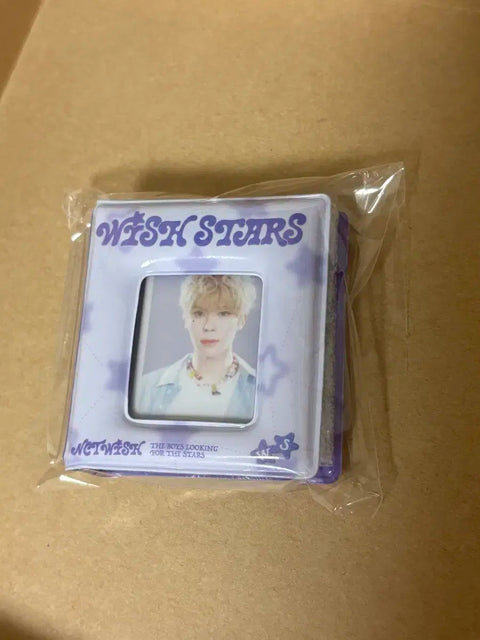 WISH STARS
NCT WISH
THE BOYS LOOKING
FOR THE STARS
W S